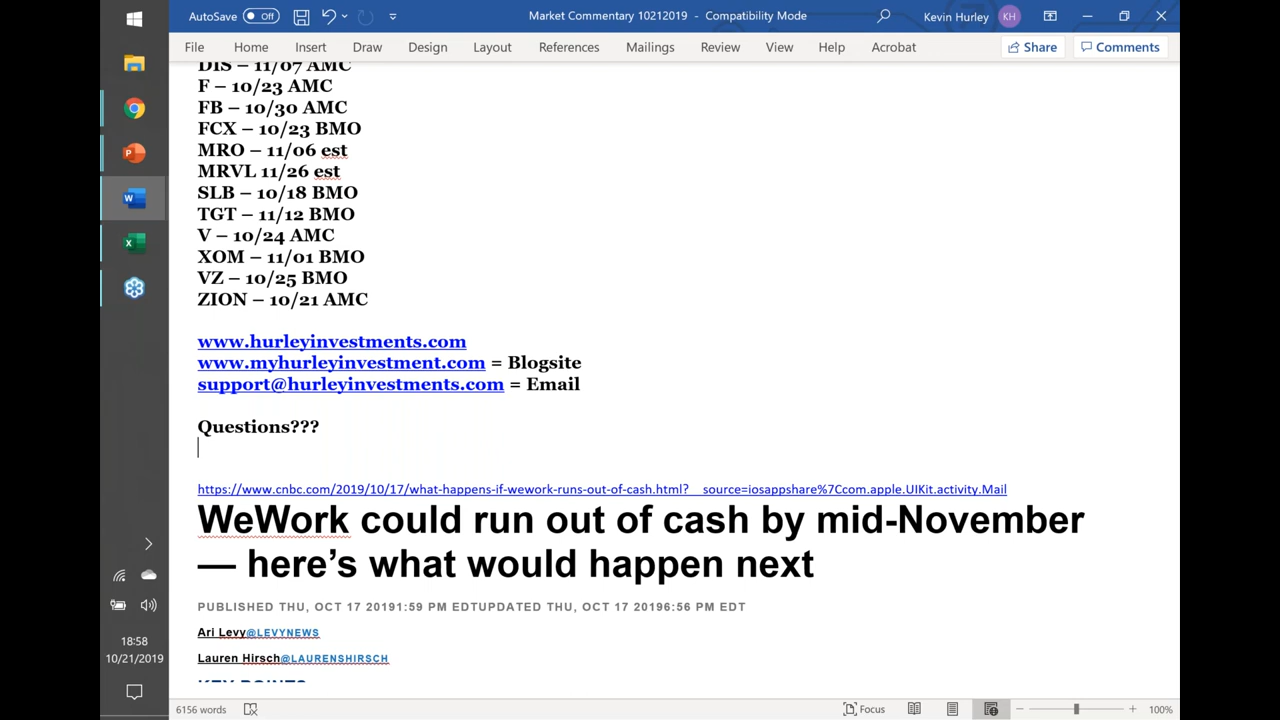 AutoSave Off Market Commentary 10212019 - Compatibility Mode Kevin Hurley KH
File Home Insert Draw Design Layout References Mailings Review View Help Acrobat Share Comments
DIS – 11/07 AMC
F – 10/23 AMC
FB – 10/30 AMC
FCX – 10/23 BMO
MRO – 11/06 est
MRVL 11/26 est
SLB – 10/18 BMO
TGT – 11/12 BMO
V – 10/24 AMC
XOM – 11/01 BMO
VZ – 10/25 BMO
ZION – 10/21 AMC
www.hurleyinvestments.com
www.myhurleyinvestment.com = Blogsite
support@hurleyinvestments.com = Email
Questions???
https://www.cnbc.com/2019/10/17/what-happens-if-wework-runs-out-of-cash.html?__source=iosappshare%7Ccom.apple.UIKit.activity.Mail
WeWork could run out of cash by mid-November
— here’s what would happen next
PUBLISHED THU, OCT 17 20191:59 PM EDTUPDATED THU, OCT 17 20196:56 PM EDT
Ari Levy@LEVYNEWS
Lauren Hirsch@LAURENSHIRSCH
KEY POINTS
18:58
10/21/2019
6156 words Focus 100%